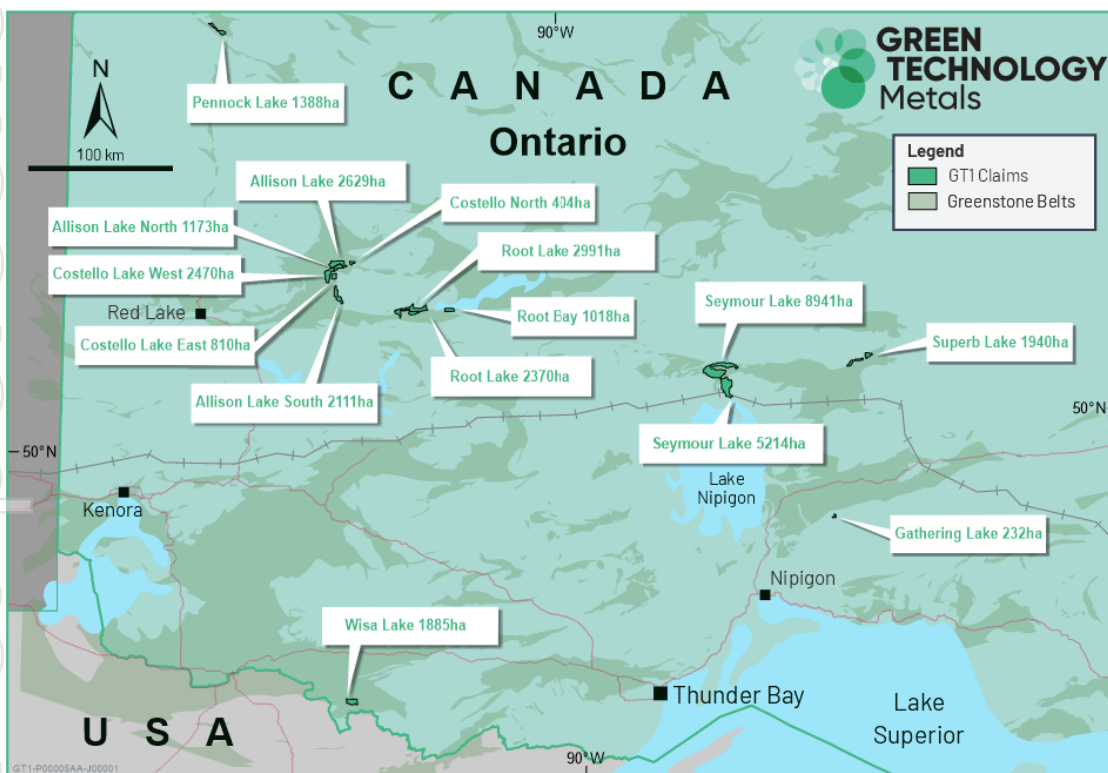 90°W
GREEN
TECHNOLOGY
Metals
N
100 km
CANADA
Ontario
Pennock Lake 1388ha
Legend
GT1 Claims
Greenstone Belts
Allison Lake 2629ha
Costello North 404ha
Allison Lake North 1173ha
Root Lake 2991ha
Costello Lake West 2470ha
Seymour Lake 8941ha
Red Lake
Root Bay 1018ha
Costello Lake East 810ha
Superb Lake 1940ha
Root Lake 2370ha
Allison Lake South 2111ha
50°N
Seymour Lake 5214ha
50°N
Lake
Nipigon
Kenora
Gathering Lake 232ha
Nipigon
Wisa Lake 1885ha
Thunder Bay
Lake
Superior
USA
90°W
GT1-P00005AA-J00001